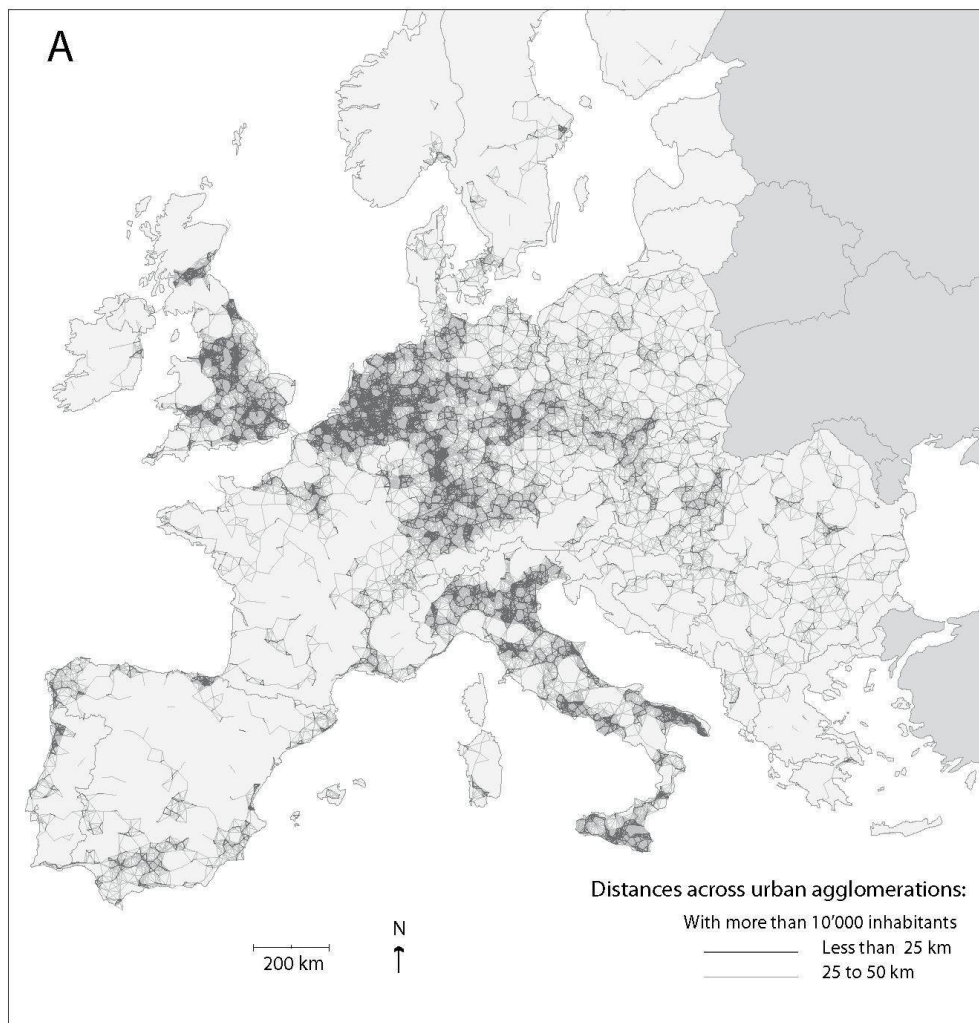 A
Distances across urban agglomerations:
With more than 10'000 inhabitants
Less than 25 km
25 to 50 km
N
200 km